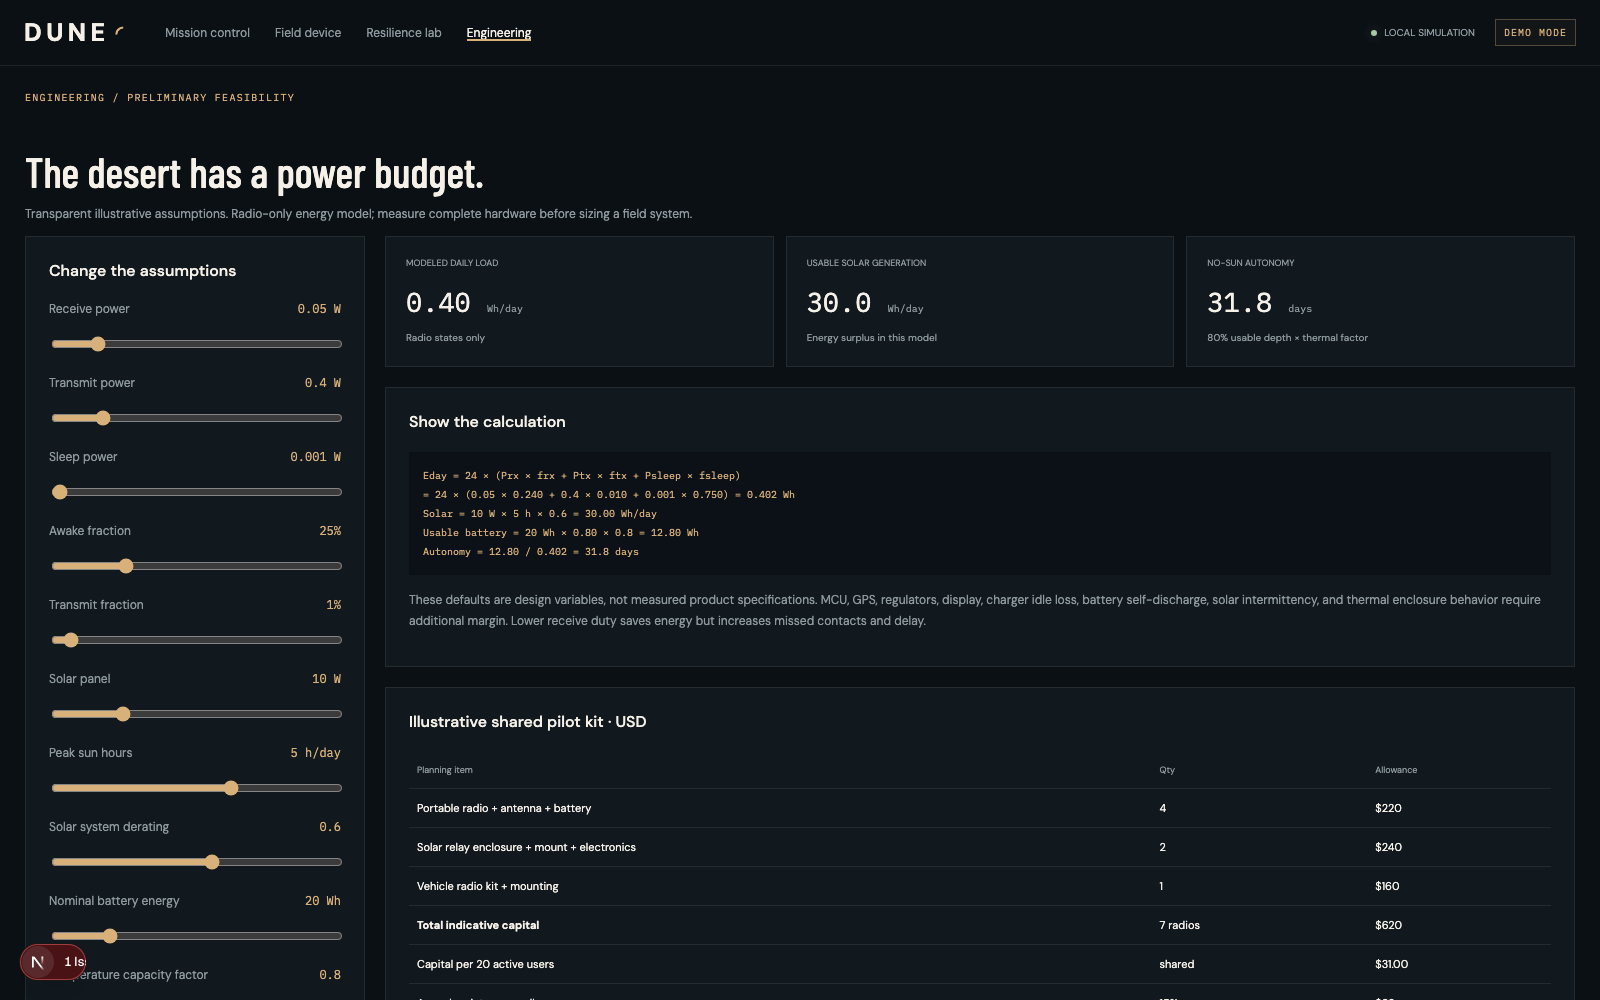 DUNE
Mission control
Field device
Resilience lab
Engineering
LOCAL SIMULATION
DEMO MODE
ENGINEERING / PRELIMINARY FEASIBILITY
The desert has a power budget.
Transparent illustrative assumptions. Radio-only energy model; measure complete hardware before sizing a field system.
Change the assumptions
Receive power 0.05 W
Transmit power 0.4 W
Sleep power 0.001 W
Awake fraction 25%
Transmit fraction 1%
Solar panel 10 W
Peak sun hours 5 h/day
Solar system derating 0.6
Nominal battery energy 20 Wh
0.8
N 1
MODELED DAILY LOAD
0.40 Wh/day
Radio states only
USABLE SOLAR GENERATION
30.0 Wh/day
Energy surplus in this model
NO-SUN AUTONOMY
31.8 days
80% usable depth × thermal factor
Show the calculation
Eday = 24 × (Prx × frx + Ptx × ftx + Psleep × fsleep)
= 24 × (0.05 × 0.240 + 0.4 × 0.010 + 0.001 × 0.750) = 0.402 Wh
Solar = 10 W × 5 h × 0.6 = 30.00 Wh/day
Usable battery = 20 Wh × 0.80 × 0.8 = 12.80 Wh
Autonomy = 12.80 / 0.402 = 31.8 days
These defaults are design variables, not measured product specifications. MCU, GPS, regulators, display, charger idle loss, battery self-discharge, solar intermittency, and thermal enclosure behavior require
additional margin. Lower receive duty saves energy but increases missed contacts and delay.
Illustrative shared pilot kit · USD
Planning item Qty Allowance
Portable radio + antenna + battery 4 $220
Solar relay enclosure + mount + electronics 2 $240
Vehicle radio kit + mounting 1 $160
Total indicative capital 7 radios $620
Capital per 20 active users shared $31.00